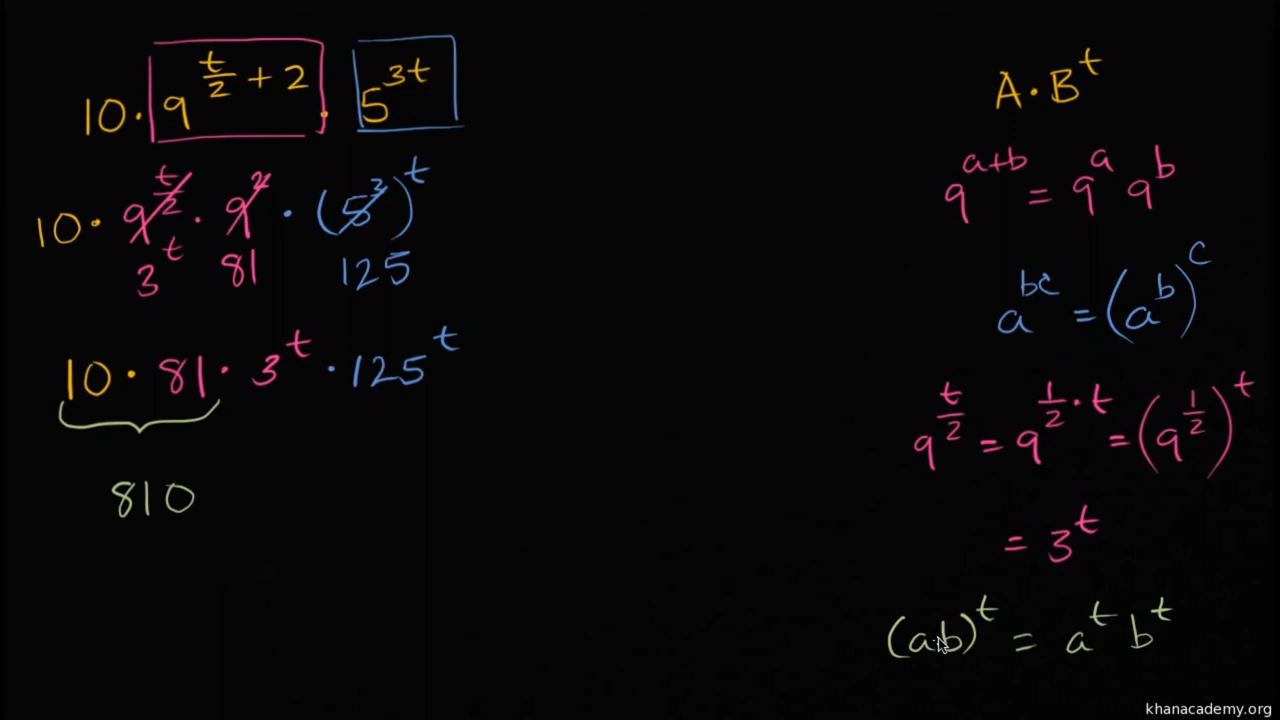 10 · 9^(t/2 + 2) · 5^(3t)
10 · 9^(t/2) · 9^2 · (5^3)^t
3^t 81 125
10 · 81 · 3^t · 125^t
810
A · B^t
9^(a+b) = 9^a 9^b
a^(bc) = (a^b)^c
9^(t/2) = 9^(1/2 · t) = (9^(1/2))^t
= 3^t
(ab)^t = a^t b^t
khanacademy.org